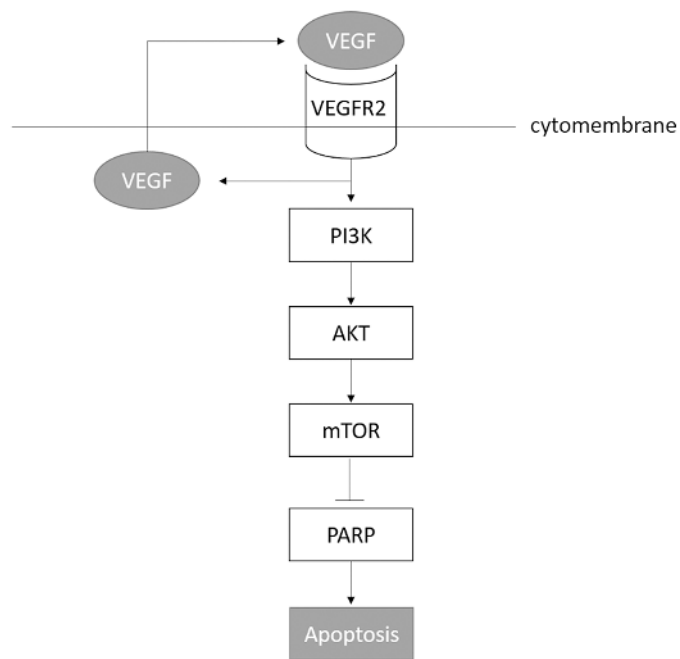 VEGF
VEGFR2
cytomembrane
VEGF
PI3K
AKT
mTOR
PARP
Apoptosis